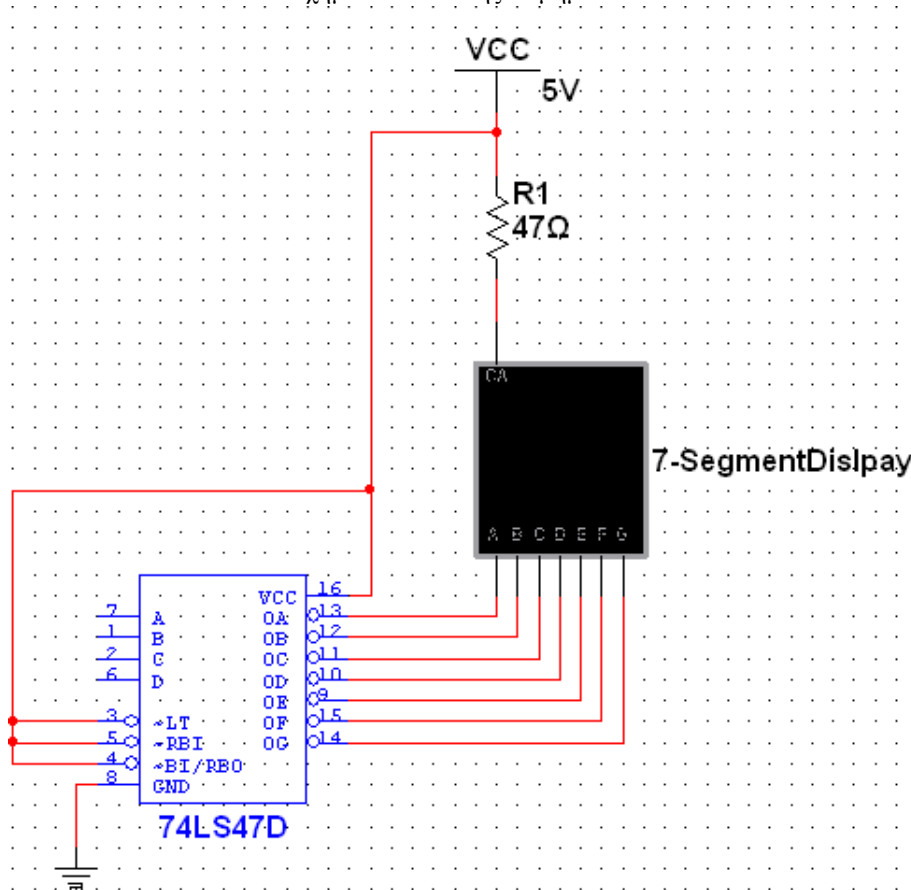 VCC
5V
R1
47Ω
CA
7-SegmentDislpay
A B C D E F G
VCC 16
7 A OA 13
1 B OB 12
2 C OC 11
6 D OD 10
OE 9
3 ~LT OF 15
5 ~RBI OG 14
4 ~BI/RBO
8 GND
74LS47D